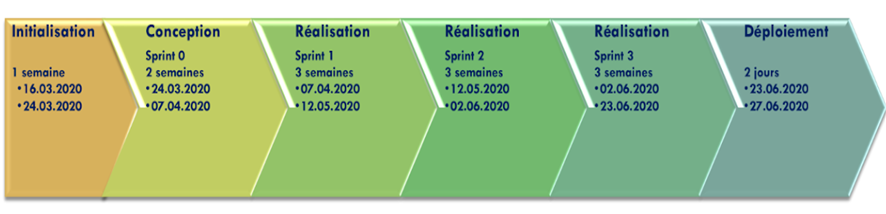 Initialisation
1 semaine
•16.03.2020
•24.03.2020
Conception
Sprint 0
2 semaines
•24.03.2020
•07.04.2020
Réalisation
Sprint 1
3 semaines
•07.04.2020
•12.05.2020
Réalisation
Sprint 2
3 semaines
•12.05.2020
•02.06.2020
Réalisation
Sprint 3
3 semaines
•02.06.2020
•23.06.2020
Déploiement
2 jours
•23.06.2020
•27.06.2020